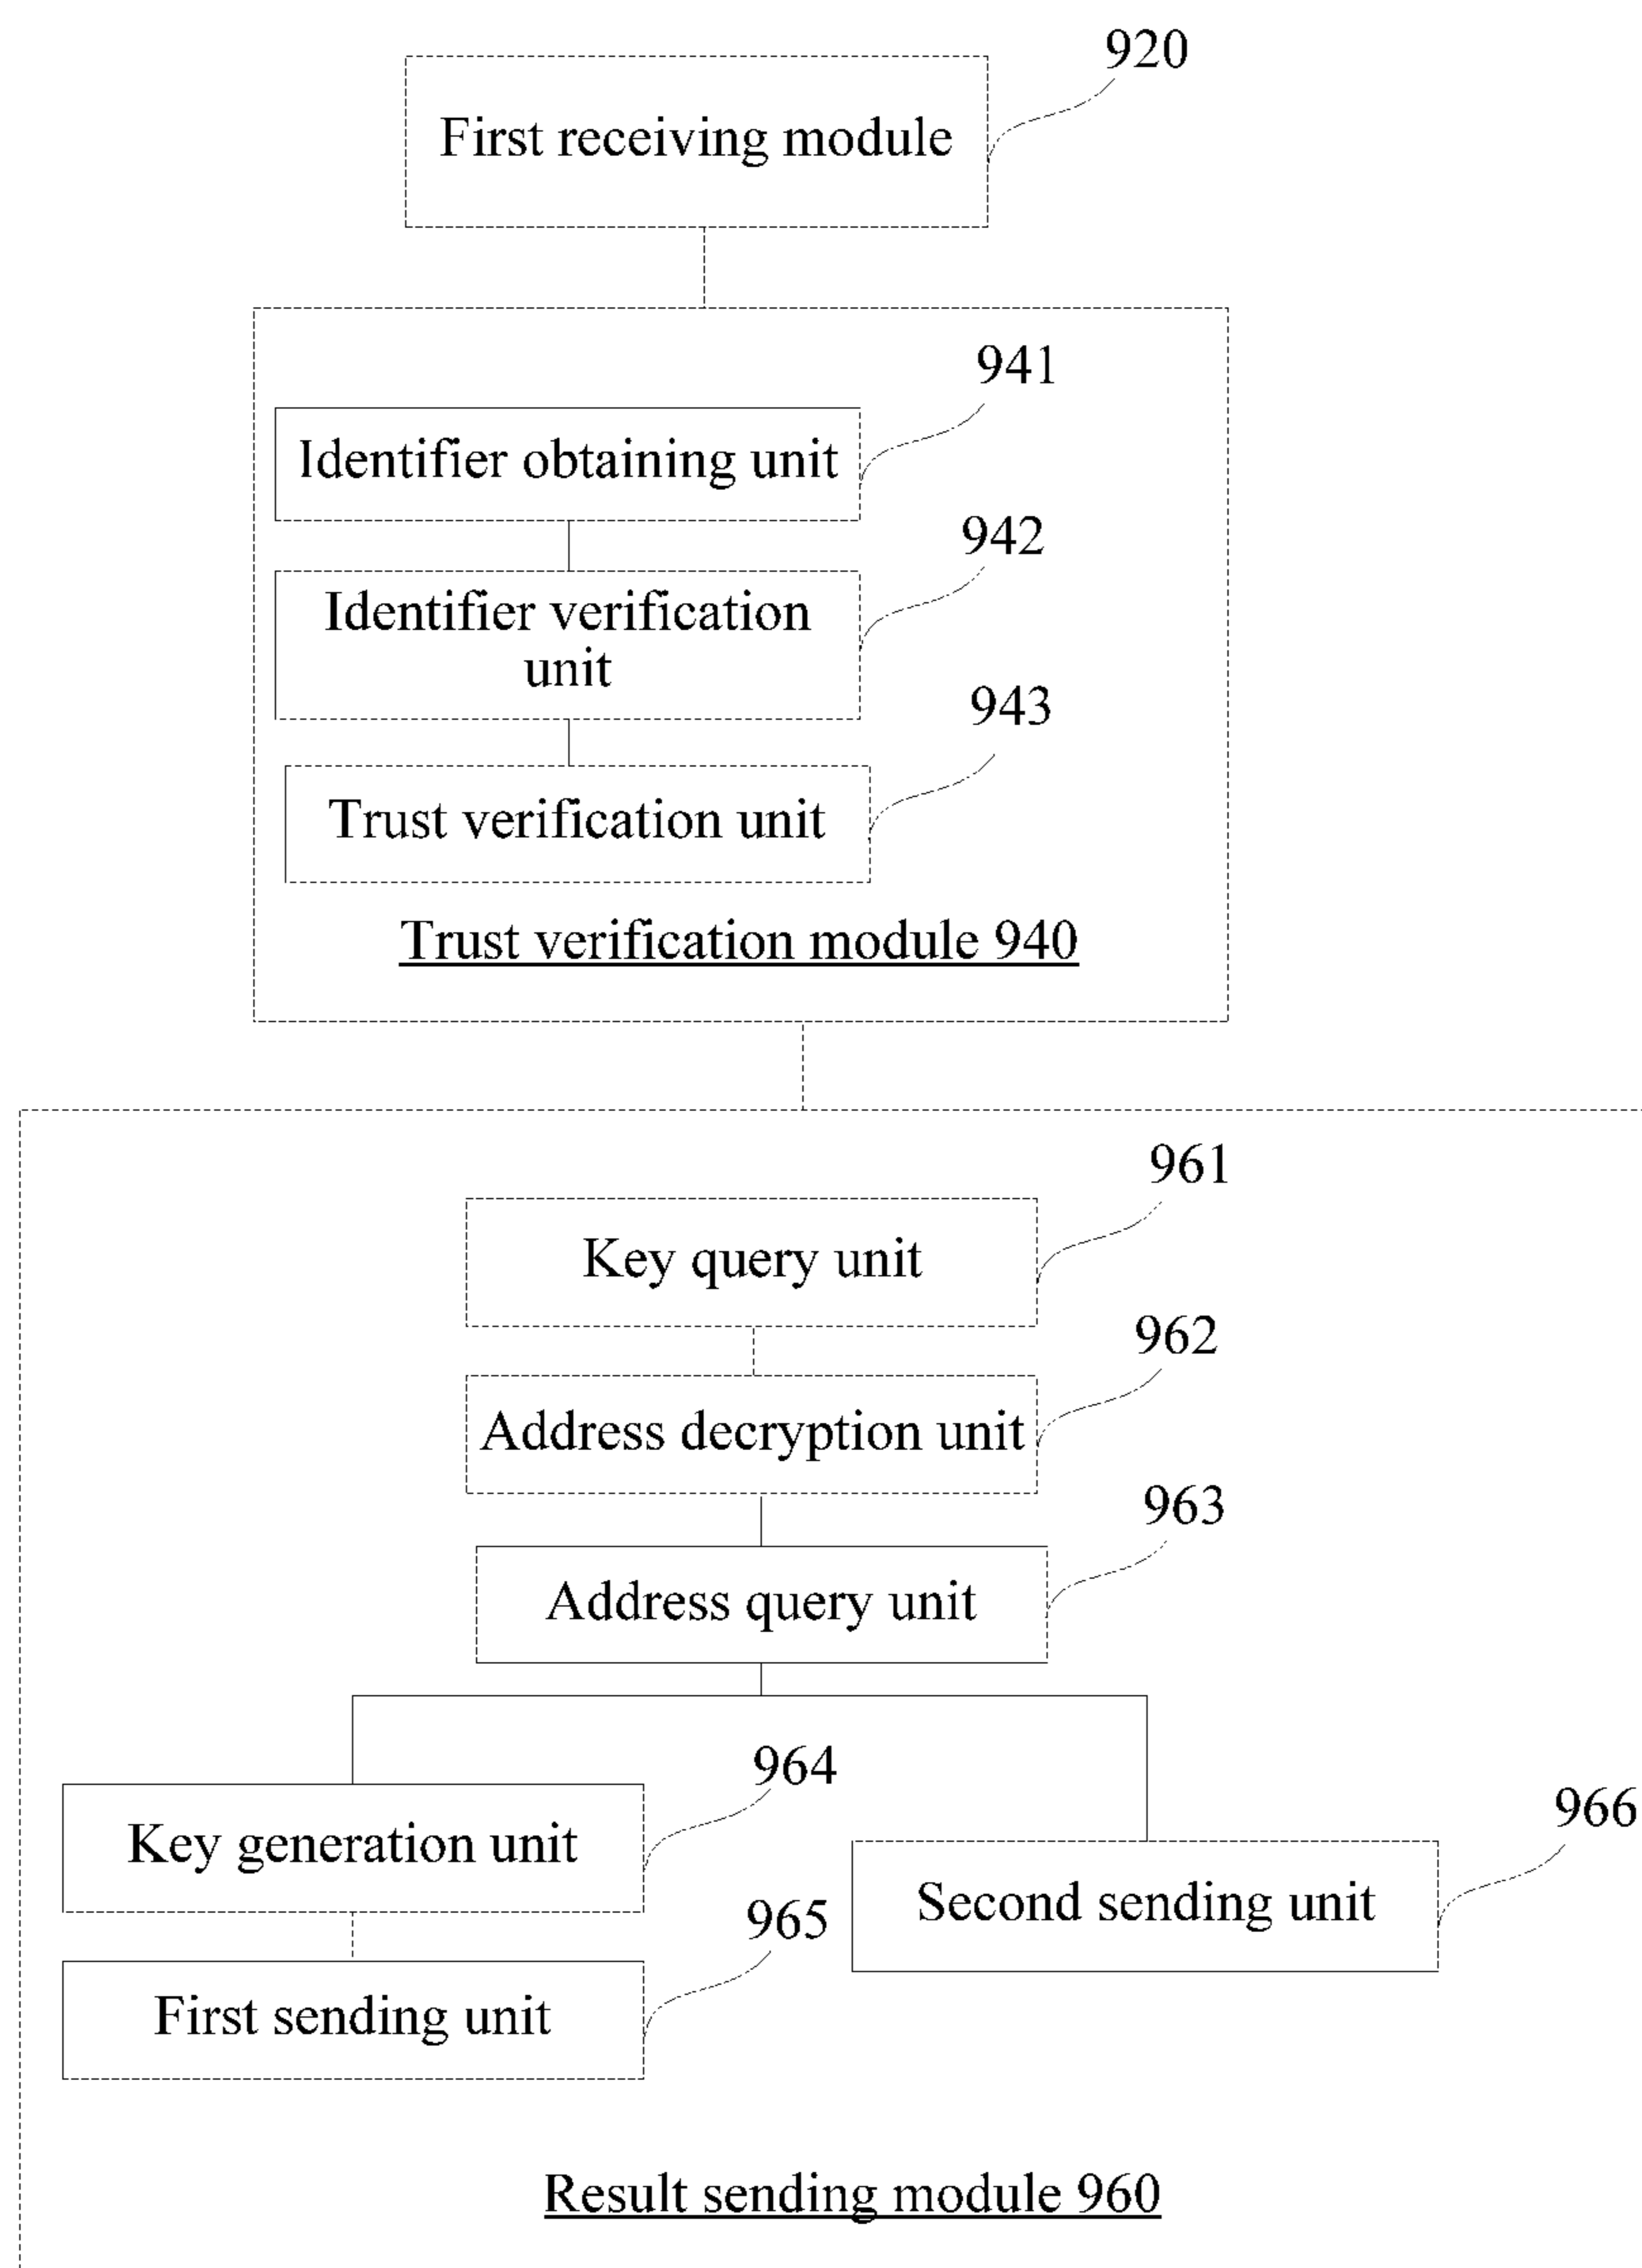 920
First receiving module
941
Identifier obtaining unit
942
Identifier verification
unit
943
Trust verification unit
Trust verification module 940
961
Key query unit
962
Address decryption unit
963
Address query unit
964
Key generation unit
966
Second sending unit
965
First sending unit
Result sending module 960